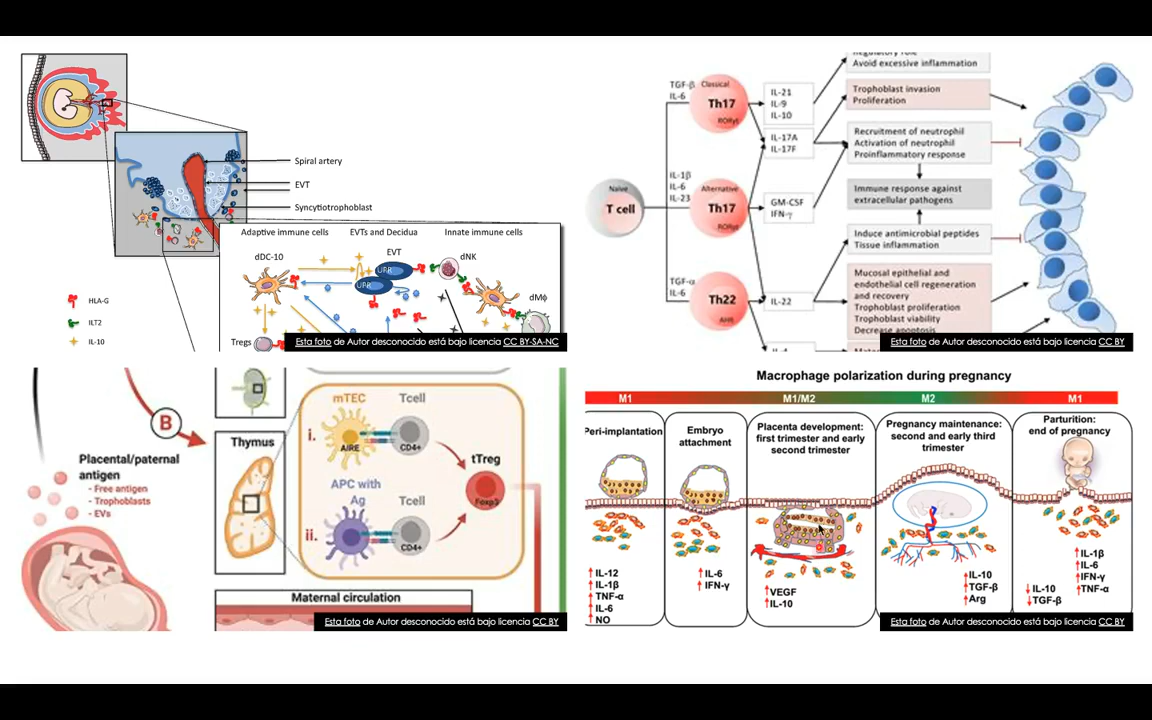 Spiral artery
EVT
Syncytiotrophoblast
Adaptive immune cells
EVTs and Decidua
Innate immune cells
EVT
dNK
dDC-10
UPR
UPR
dMɸ
HLA-G
ILT2
IL-10
Tregs
Esta foto de Autor desconocido está bajo licencia CC BY-SA-NC
Avoid excessive inflammation
TGF-β
IL-6
Classical
Th17
RORγt
IL-21
IL-9
IL-10
Trophoblast invasion
Proliferation
IL-17A
IL-17F
Recruitment of neutrophil
Activation of neutrophil
Proinflammatory response
Naive
T cell
IL-1β
IL-6
IL-23
Alternative
Th17
RORγt
GM-CSF
IFN-γ
Immune response against
extracellular pathogens
Induce antimicrobial peptides
Tissue inflammation
TGF-α
IL-6
Th22
AHR
IL-22
Mucosal epithelial and
endothelial cell regeneration
and recovery
Trophoblast proliferation
Trophoblast viability
Decrease apoptosis
Esta foto de Autor desconocido está bajo licencia CC BY
B
Placental/paternal
antigen
- Free antigen
- Trophoblasts
- EVs
Thymus
mTEC
Tcell
i.
AIRE
CD4+
APC with
Ag
Tcell
ii.
CD4+
tTreg
Foxp3
Maternal circulation
Esta foto de Autor desconocido está bajo licencia CC BY
Macrophage polarization during pregnancy
M1
M1/M2
M2
M1
Peri-implantation
Embryo
attachment
Placenta development:
first trimester and early
second trimester
Pregnancy maintenance:
second and early third
trimester
Parturition:
end of pregnancy
↑IL-12
↑IL-1β
↑TNF-α
↑IL-6
↑NO
↑IL-6
↑IFN-γ
↑VEGF
↑IL-10
↑IL-10
↑TGF-β
↑Arg
↓IL-10
↓TGF-β
↑IL-1β
↑IL-6
↑IFN-γ
↑TNF-α
Esta foto de Autor desconocido está bajo licencia CC BY